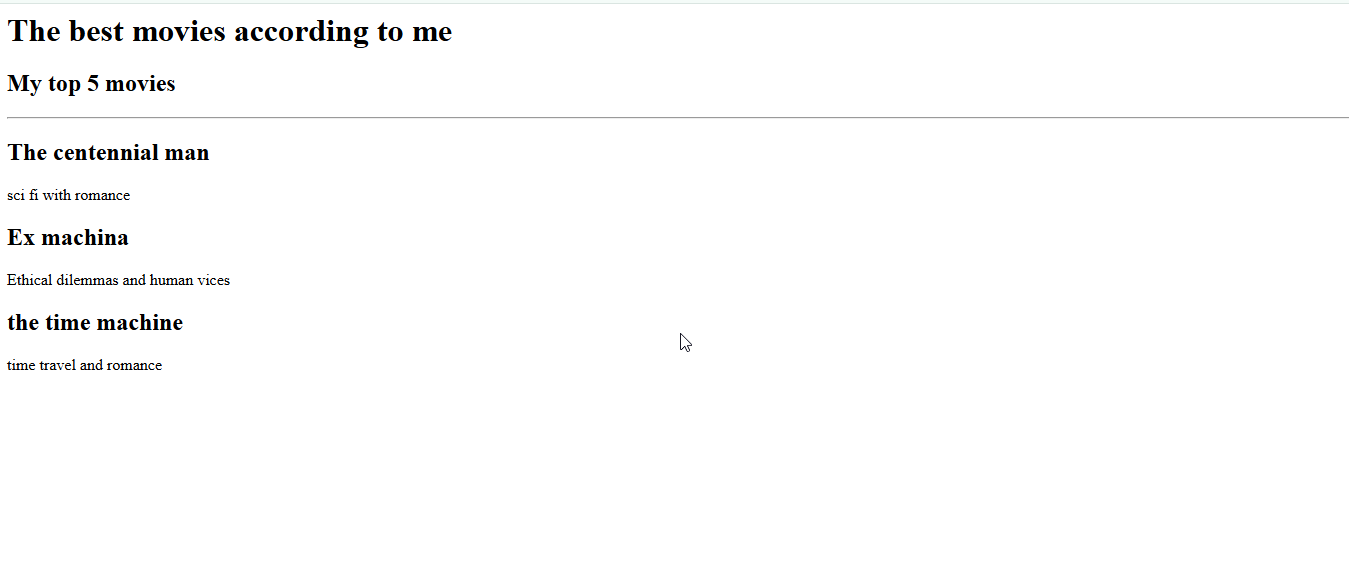 The best movies according to me
My top 5 movies
The centennial man
sci fi with romance
Ex machina
Ethical dilemmas and human vices
the time machine
time travel and romance